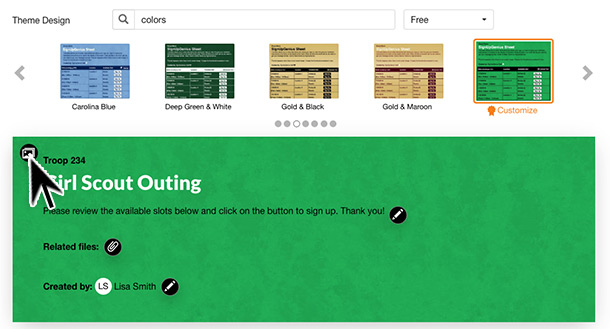 Theme Design
colors
Free
SignUpGenius Sheet
SignUpGenius Sheet
SignUpGenius Sheet
SignUpGenius Sheet
SignUpGenius Sheet
Carolina Blue
Deep Green & White
Gold & Black
Gold & Maroon
Customize
Troop 234
Girl Scout Outing
Please review the available slots below and click on the button to sign up. Thank you!
Related files:
Created by: LS Lisa Smith